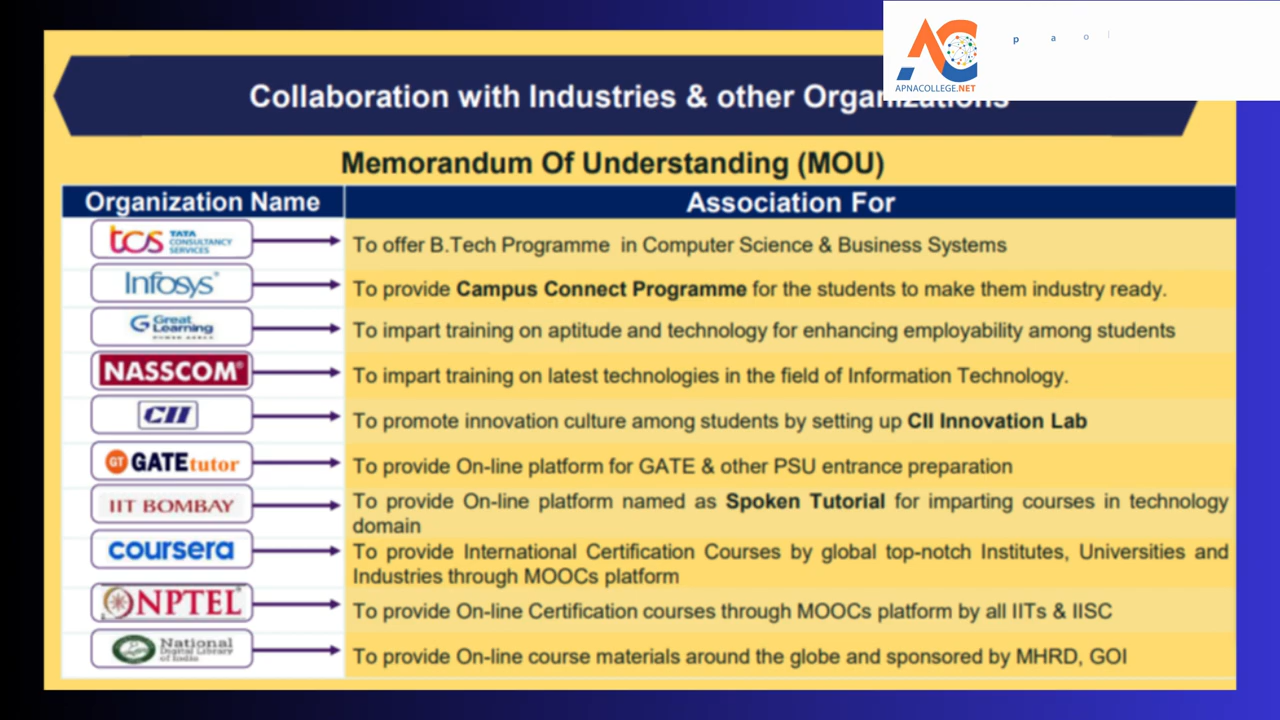 Collaboration with Industries & other Organizations
APNACOLLEGE.NET
p a o l
Memorandum Of Understanding (MOU)
Organization Name
Association For
tcs TATA CONSULTANCY SERVICES
To offer B.Tech Programme in Computer Science & Business Systems
Infosys®
To provide Campus Connect Programme for the students to make them industry ready.
G Great Learning
To impart training on aptitude and technology for enhancing employability among students
NASSCOM®
To impart training on latest technologies in the field of Information Technology.
CII
To promote innovation culture among students by setting up CII Innovation Lab
GT GATEtutor
To provide On-line platform for GATE & other PSU entrance preparation
IIT BOMBAY
To provide On-line platform named as Spoken Tutorial for imparting courses in technology
domain
coursera
To provide International Certification Courses by global top-notch Institutes, Universities and
Industries through MOOCs platform
NPTEL
To provide On-line Certification courses through MOOCs platform by all IITs & IISC
National Digital Library of India
To provide On-line course materials around the globe and sponsored by MHRD, GOI